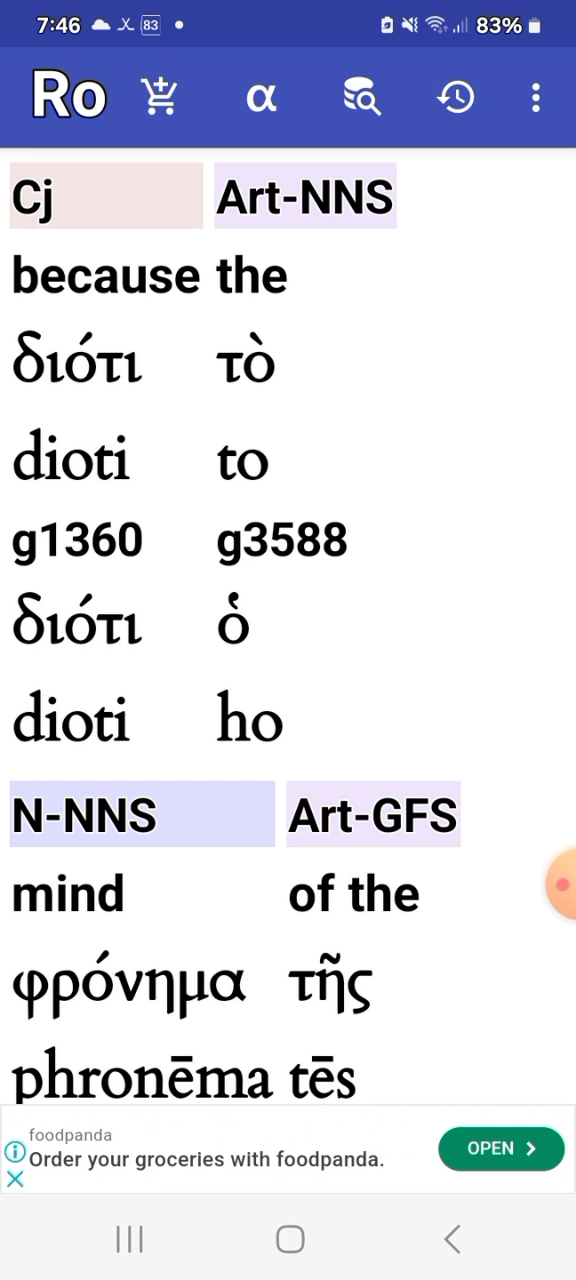 7:46 83 83%
Ro α
Cj Art-NNS
because the
διότι τὸ
dioti to
g1360 g3588
διότι ὁ
dioti ho
N-NNS Art-GFS
mind of the
φρόνημα τῆς
phronēma tēs
foodpanda
Order your groceries with foodpanda.
OPEN